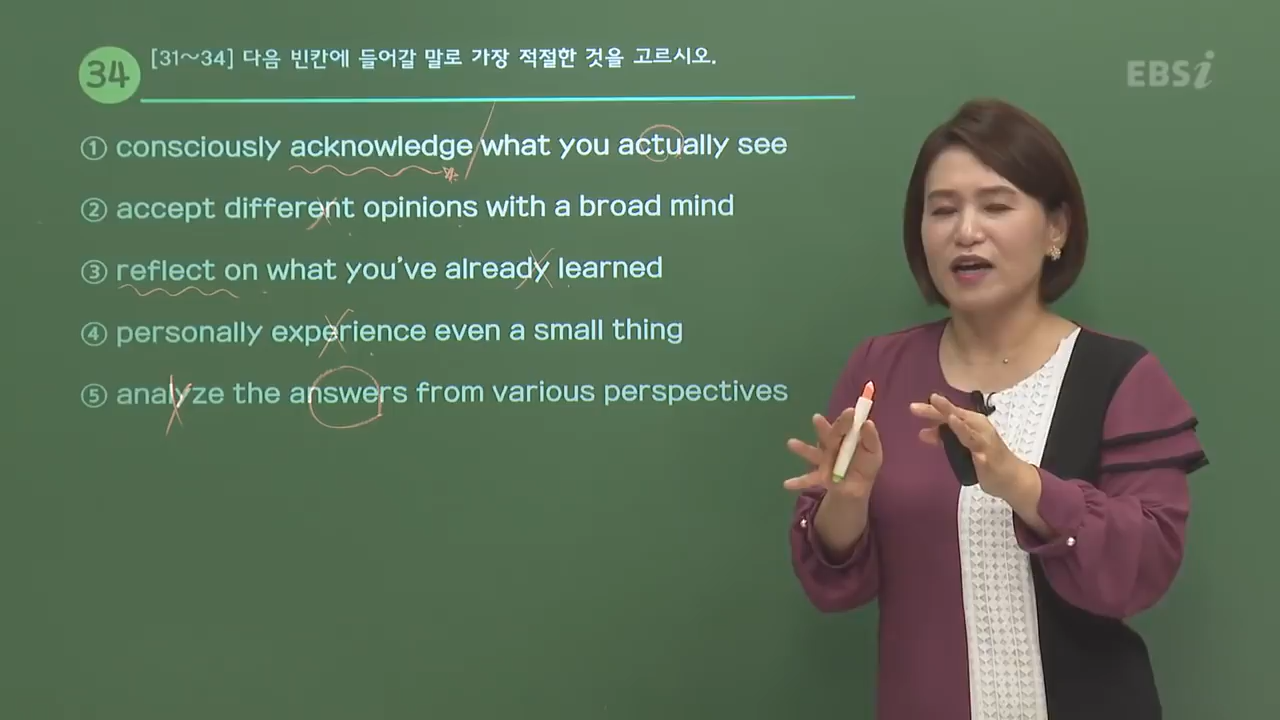 34 [31~34] 다음 빈칸에 들어갈 말로 가장 적절한 것을 고르시오.
EBSi
① consciously acknowledge what you actually see
② accept different opinions with a broad mind
③ reflect on what you've already learned
④ personally experience even a small thing
⑤ analyze the answers from various perspectives